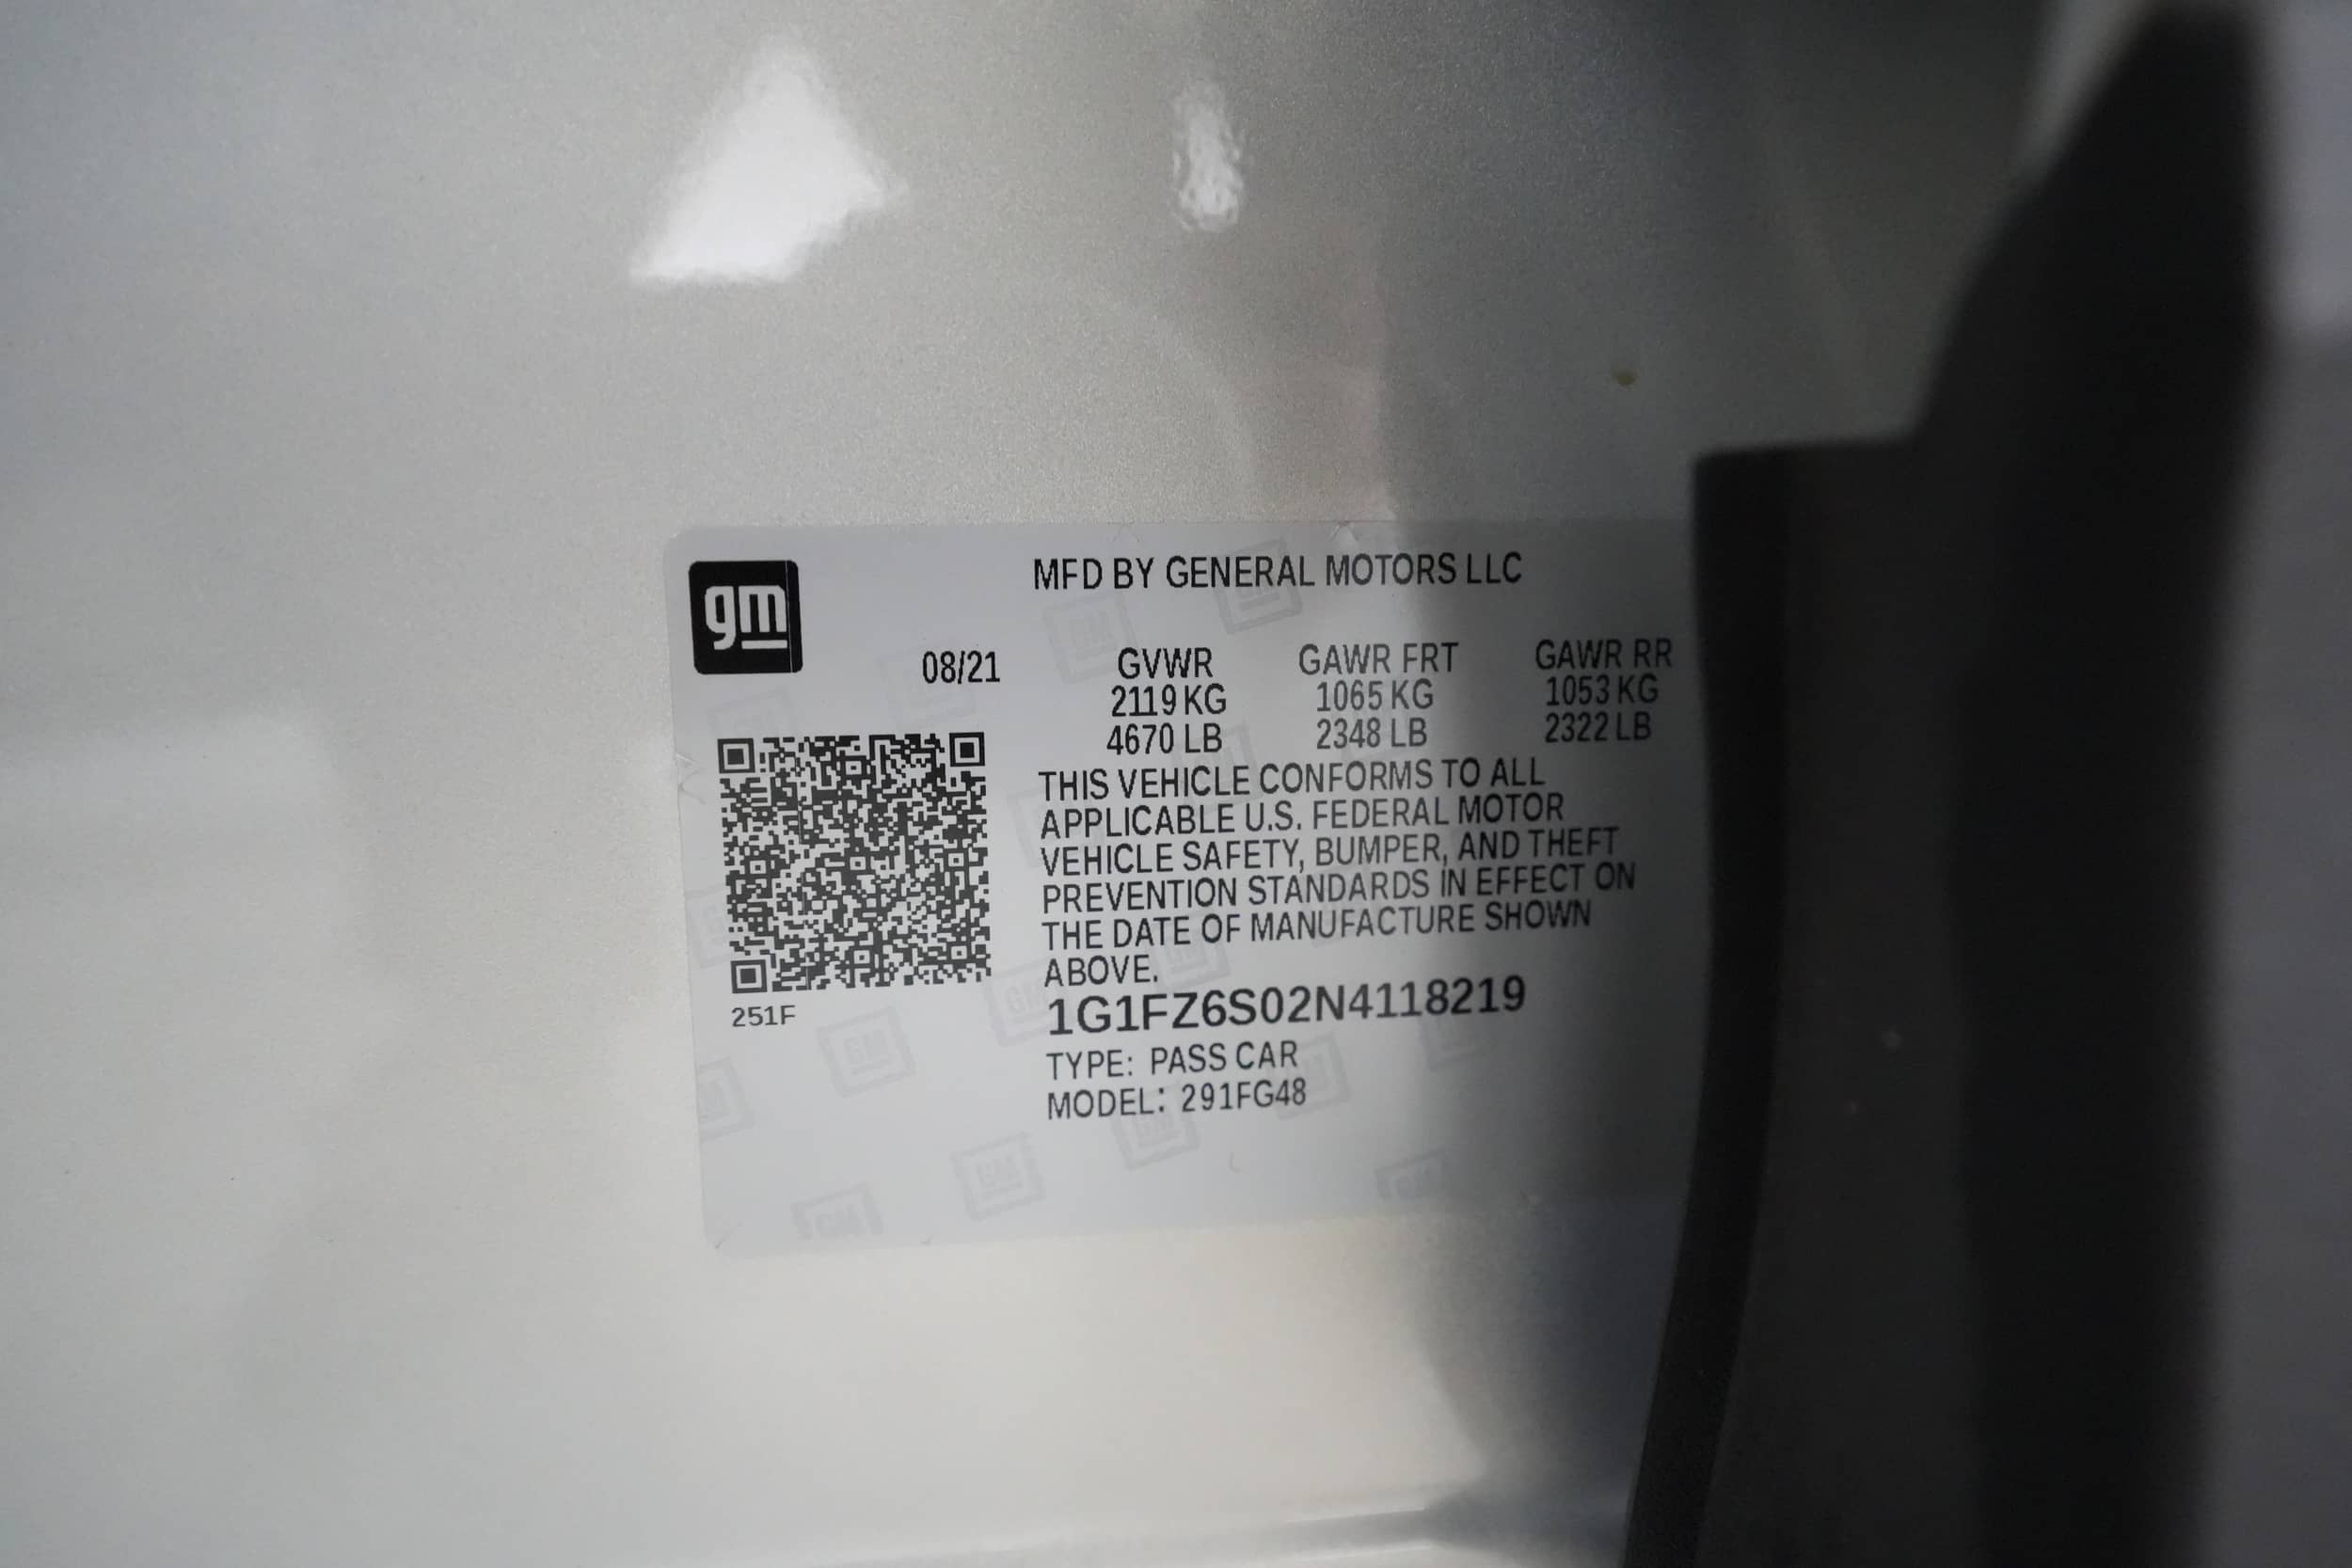 gm
MFD BY GENERAL MOTORS LLC
08/21 GVWR GAWR FRT GAWR RR
2119 KG 1065 KG 1053 KG
4670 LB 2348 LB 2322 LB
THIS VEHICLE CONFORMS TO ALL
APPLICABLE U.S. FEDERAL MOTOR
VEHICLE SAFETY, BUMPER, AND THEFT
PREVENTION STANDARDS IN EFFECT ON
THE DATE OF MANUFACTURE SHOWN
ABOVE.
251F
1G1FZ6S02N4118219
TYPE: PASS CAR
MODEL: 291FG48